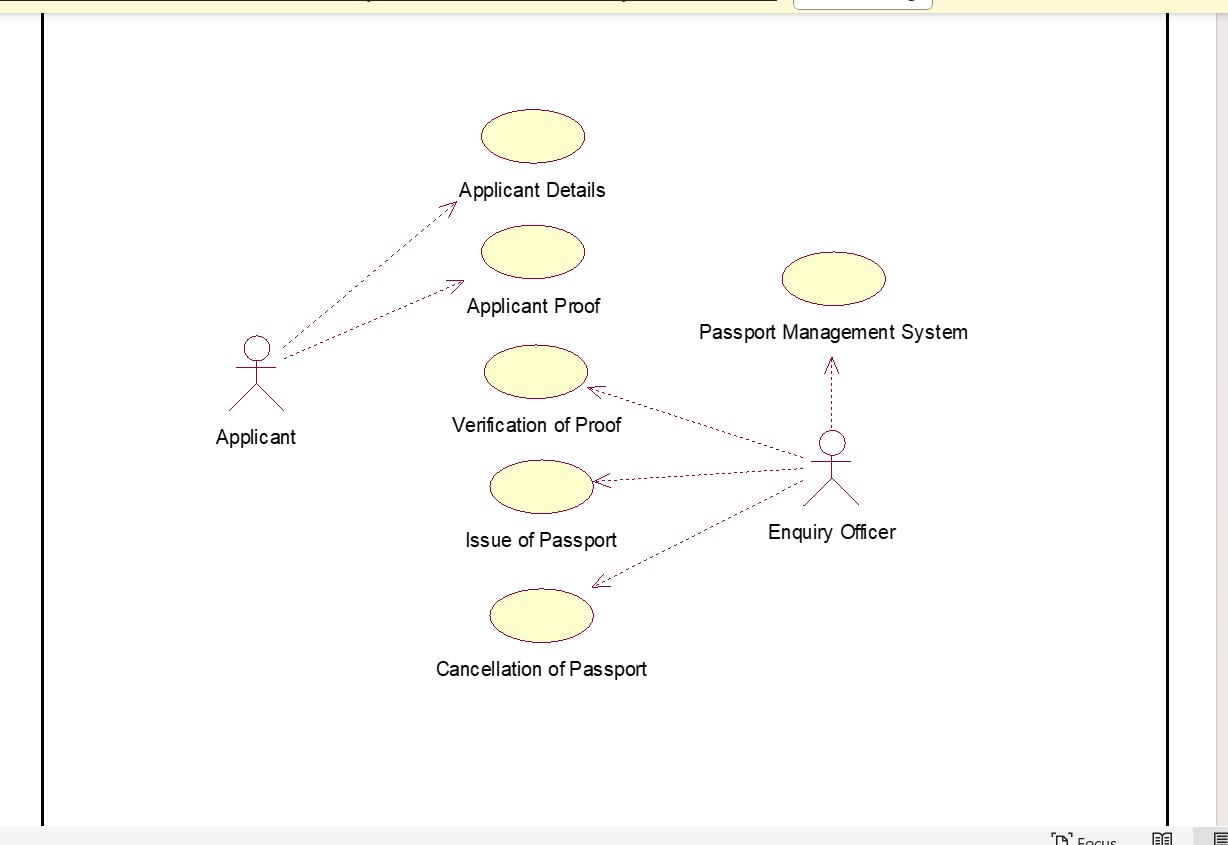 Applicant Details
Applicant Proof
Passport Management System
Verification of Proof
Applicant
Issue of Passport
Enquiry Officer
Cancellation of Passport
Focus